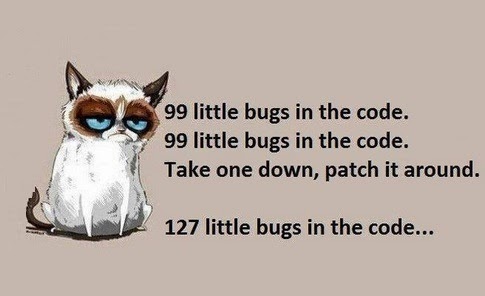 99 little bugs in the code.
99 little bugs in the code.
Take one down, patch it around.
127 little bugs in the code...